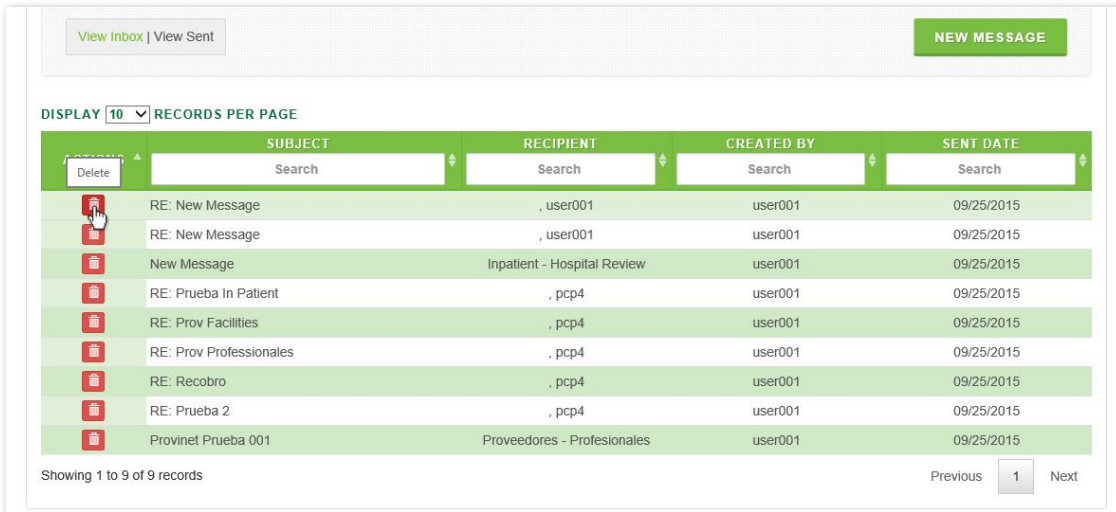 View Inbox | View Sent
NEW MESSAGE
DISPLAY 10 RECORDS PER PAGE
ACTIONS SUBJECT RECIPIENT CREATED BY SENT DATE
Delete Search Search Search Search
RE: New Message , user001 user001 09/25/2015
RE: New Message , user001 user001 09/25/2015
New Message Inpatient - Hospital Review user001 09/25/2015
RE: Prueba In Patient , pcp4 user001 09/25/2015
RE: Prov Facilities , pcp4 user001 09/25/2015
RE: Prov Professionales , pcp4 user001 09/25/2015
RE: Recobro , pcp4 user001 09/25/2015
RE: Prueba 2 , pcp4 user001 09/25/2015
Provinet Prueba 001 Proveedores - Profesionales user001 09/25/2015
Showing 1 to 9 of 9 records
Previous 1 Next